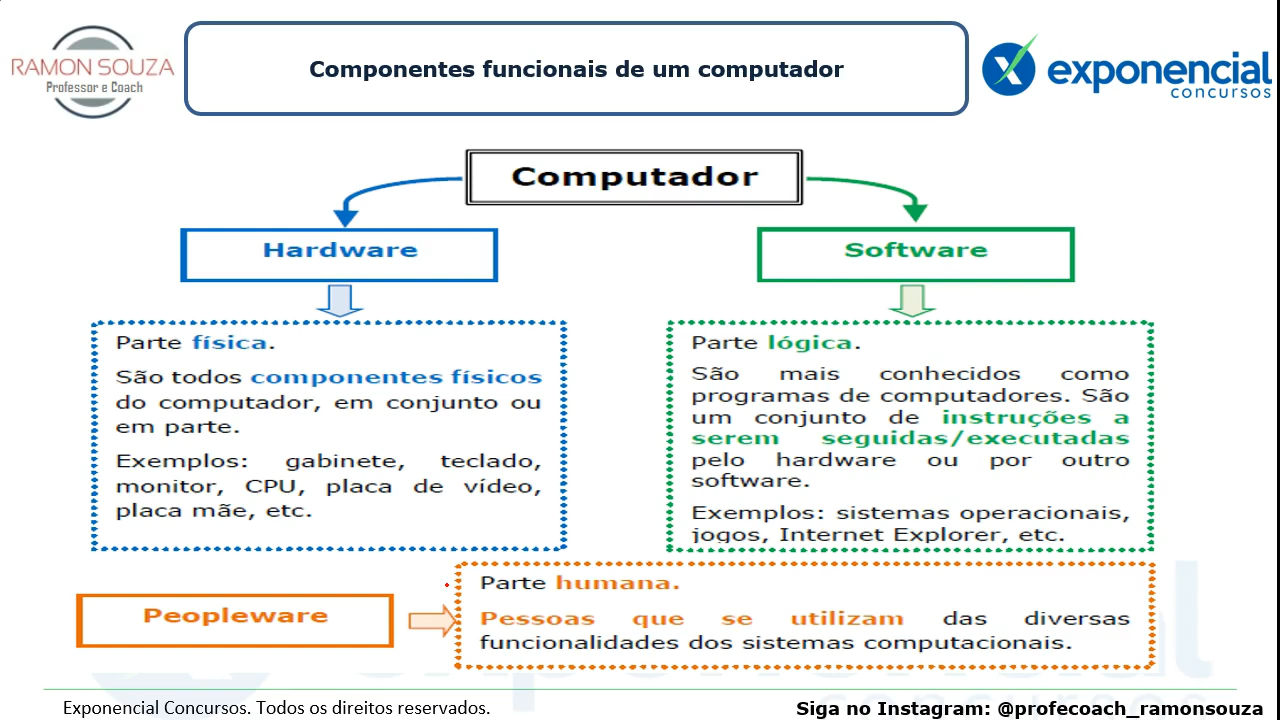 RAMON SOUZA
Professor e Coach
Componentes funcionais de um computador
exponencial
concursos
Computador
Hardware
Software
Parte física.
São todos componentes físicos
do computador, em conjunto ou
em parte.
Exemplos: gabinete, teclado,
monitor, CPU, placa de vídeo,
placa mãe, etc.
Parte lógica.
São mais conhecidos como
programas de computadores. São
um conjunto de instruções a
serem seguidas/executadas
pelo hardware ou por outro
software.
Exemplos: sistemas operacionais,
jogos, Internet Explorer, etc.
Peopleware
Parte humana.
Pessoas que se utilizam das diversas
funcionalidades dos sistemas computacionais.
Exponencial Concursos. Todos os direitos reservados.
Siga no Instagram: @profecoach_ramonsouza